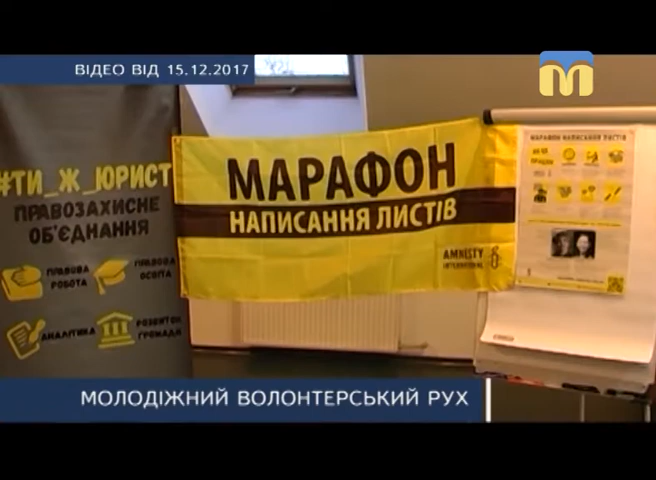 ВІДЕО ВІД 15.12.2017
#ТИ_Ж_ЮРИСТ
ПРАВОЗАХИСНЕ
ОБ'ЄДНАННЯ
ПРАВОВА
РОБОТА
ПРАВОВА
ОСВІТА
АНАЛІТИКА
РОЗВИТОК
ГРОМАДИ
МАРАФОН
НАПИСАННЯ ЛИСТІВ
AMNESTY
INTERNATIONAL
МАРАФОН НАПИСАННЯ ЛИСТІВ
МОЛОДІЖНИЙ ВОЛОНТЕРСЬКИЙ РУХ